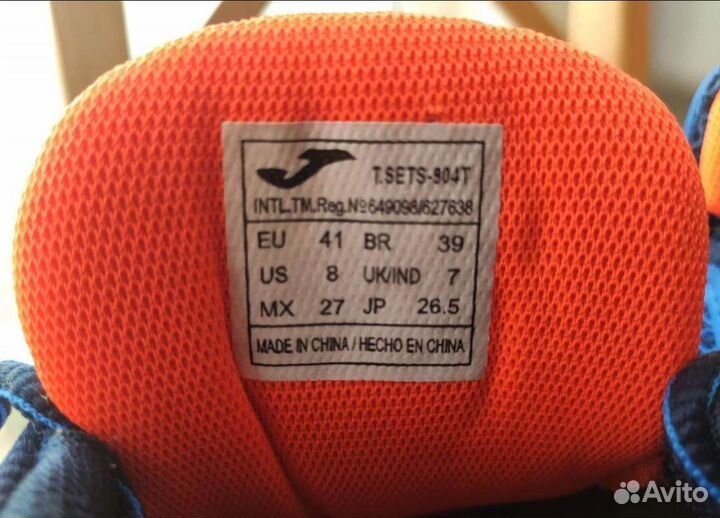 T.SETS-904T
INTL.TM.Reg.Nº649098/627638
EU 41 BR 39
US 8 UK/IND 7
MX 27 JP 26.5
MADE IN CHINA / HECHO EN CHINA
Avito